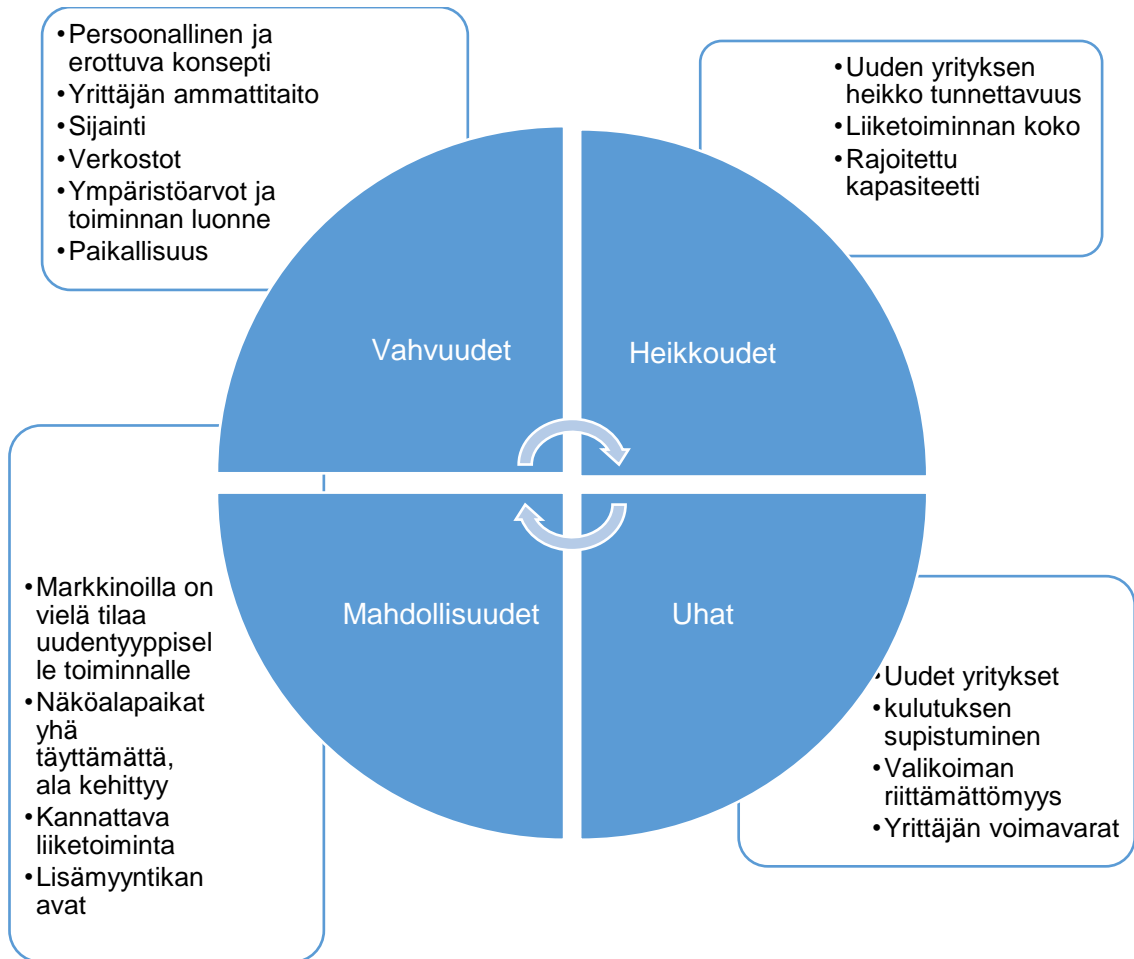 •Persoonallinen ja
erottuva konsepti
•Yrittäjän ammattitaito
•Sijainti
•Verkostot
•Ympäristöarvot ja
toiminnan luonne
•Paikallisuus
•Uuden yrityksen
heikko tunnettavuus
•Liiketoiminnan koko
•Rajoitettu
kapasiteetti
Vahvuudet
Heikkoudet
Mahdollisuudet
Uhat
•Markkinoilla on
vielä tilaa
uudentyyppisel
le toiminnalle
•Näköalapaikat
yhä
täyttämättä,
ala kehittyy
•Kannattava
liiketoiminta
•Lisämyyntikan
avat
•Uudet yritykset
•kulutuksen
supistuminen
•Valikoiman
riittämättömyys
•Yrittäjän voimavarat